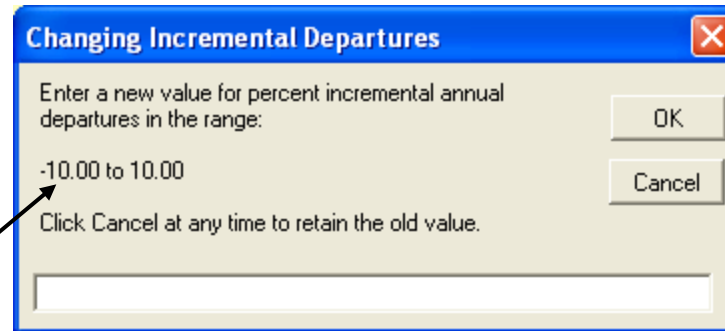 Changing Incremental Departures
Enter a new value for percent incremental annual
departures in the range:
OK
-10.00 to 10.00
Cancel
Click Cancel at any time to retain the old value.